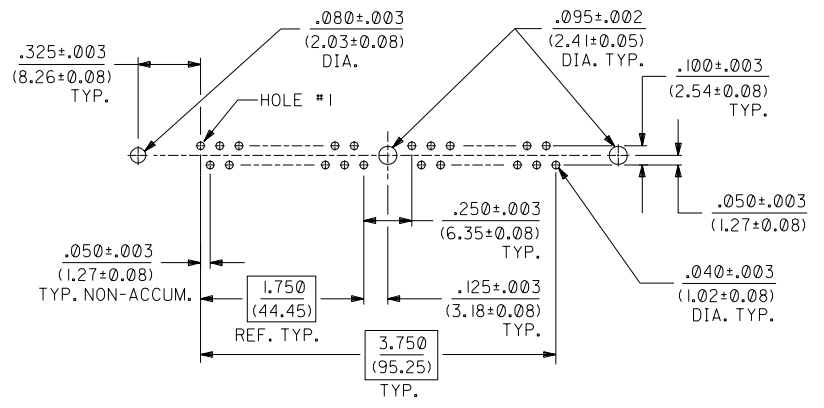 .080±.003
(2.03±0.08)
DIA.
.095±.002
(2.41±0.05)
DIA. TYP.
.325±.003
(8.26±0.08)
TYP.
.100±.003
(2.54±0.08)
TYP.
HOLE #1
.050±.003
(1.27±0.08)
TYP. NON-ACCUM.
.250±.003
(6.35±0.08)
TYP.
.050±.003
(1.27±0.08)
1.750
(44.45)
REF. TYP.
.125±.003
(3.18±0.08)
TYP.
.040±.003
(1.02±0.08)
DIA. TYP.
3.750
(95.25)
TYP.